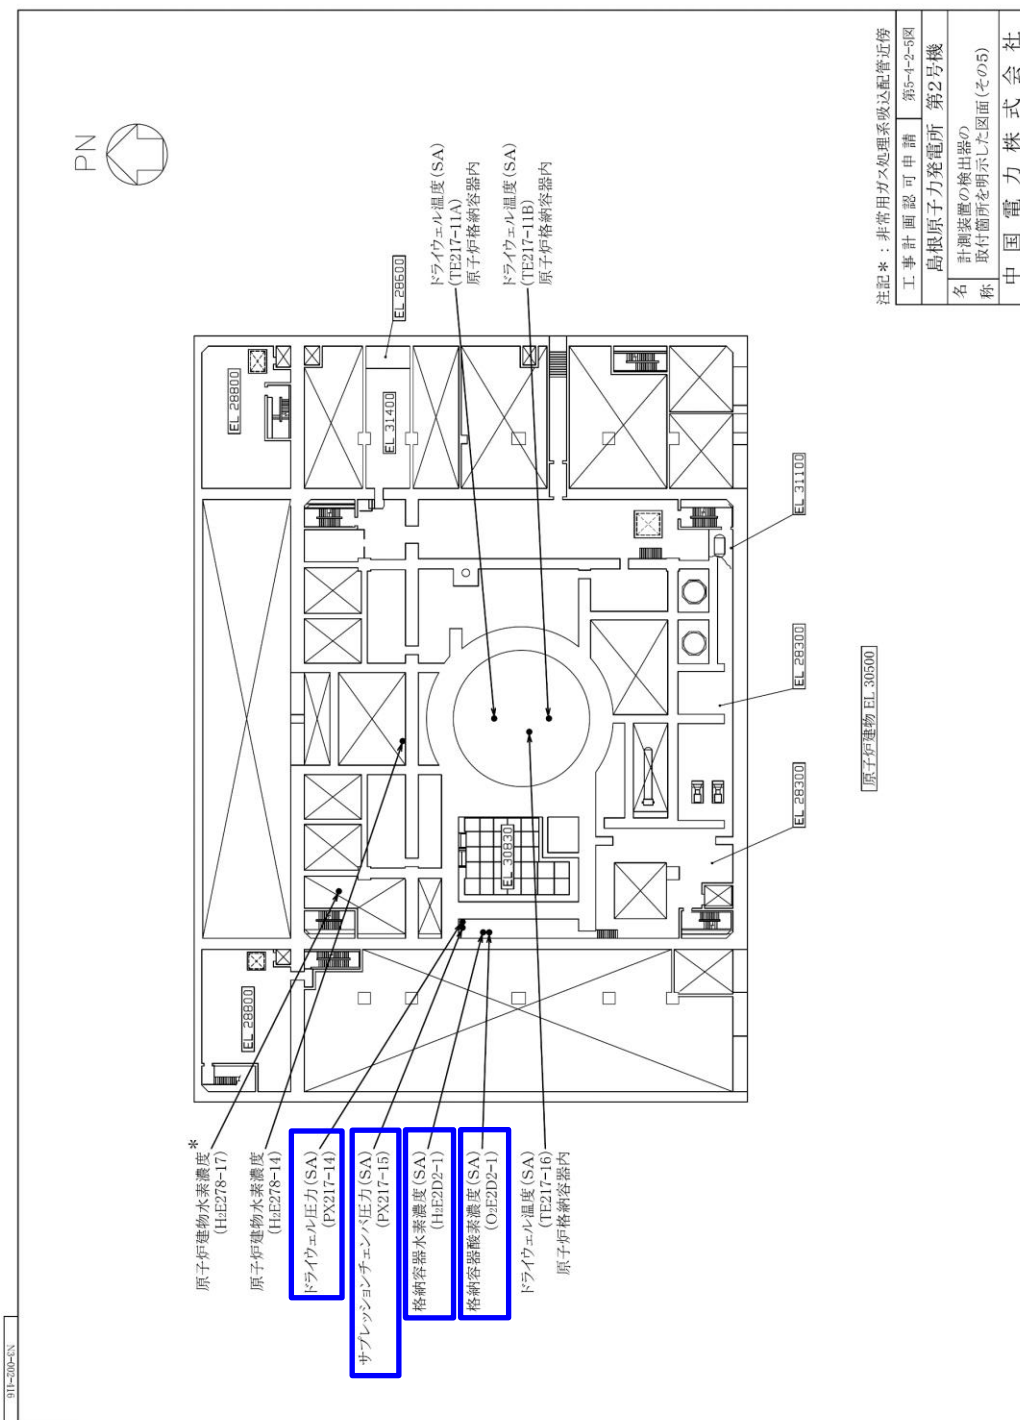 PN
ドライウェル温度(SA)
(TE217-11A)
原子炉格納容器内
ドライウェル温度(SA)
(TE217-11B)
原子炉格納容器内
EL 28600
EL 28800
EL 31400
EL 31100
EL 28300
EL 28300
EL 30830
EL 28800
原子炉建物 EL 30500
原子炉建物水素濃度*
(H2E278-17)
原子炉建物水素濃度
(H2E278-14)
ドライウェル圧力(SA)
(PX217-14)
サプレッションチェンバ圧力(SA)
(PX217-15)
格納容器水素濃度(SA)
(H2E2D2-1)
格納容器酸素濃度(SA)
(O2E2D2-1)
ドライウェル温度(SA)
(TE217-16)
原子炉格納容器内
注記*:非常用ガス処理系吸込配管近傍
工事計画認可申請 第5-4-2-5図
島根原子力発電所 第2号機
名称
計測装置の検出器の
取付箇所を明示した図面(その5)
中国電力株式会社
N3-002-116